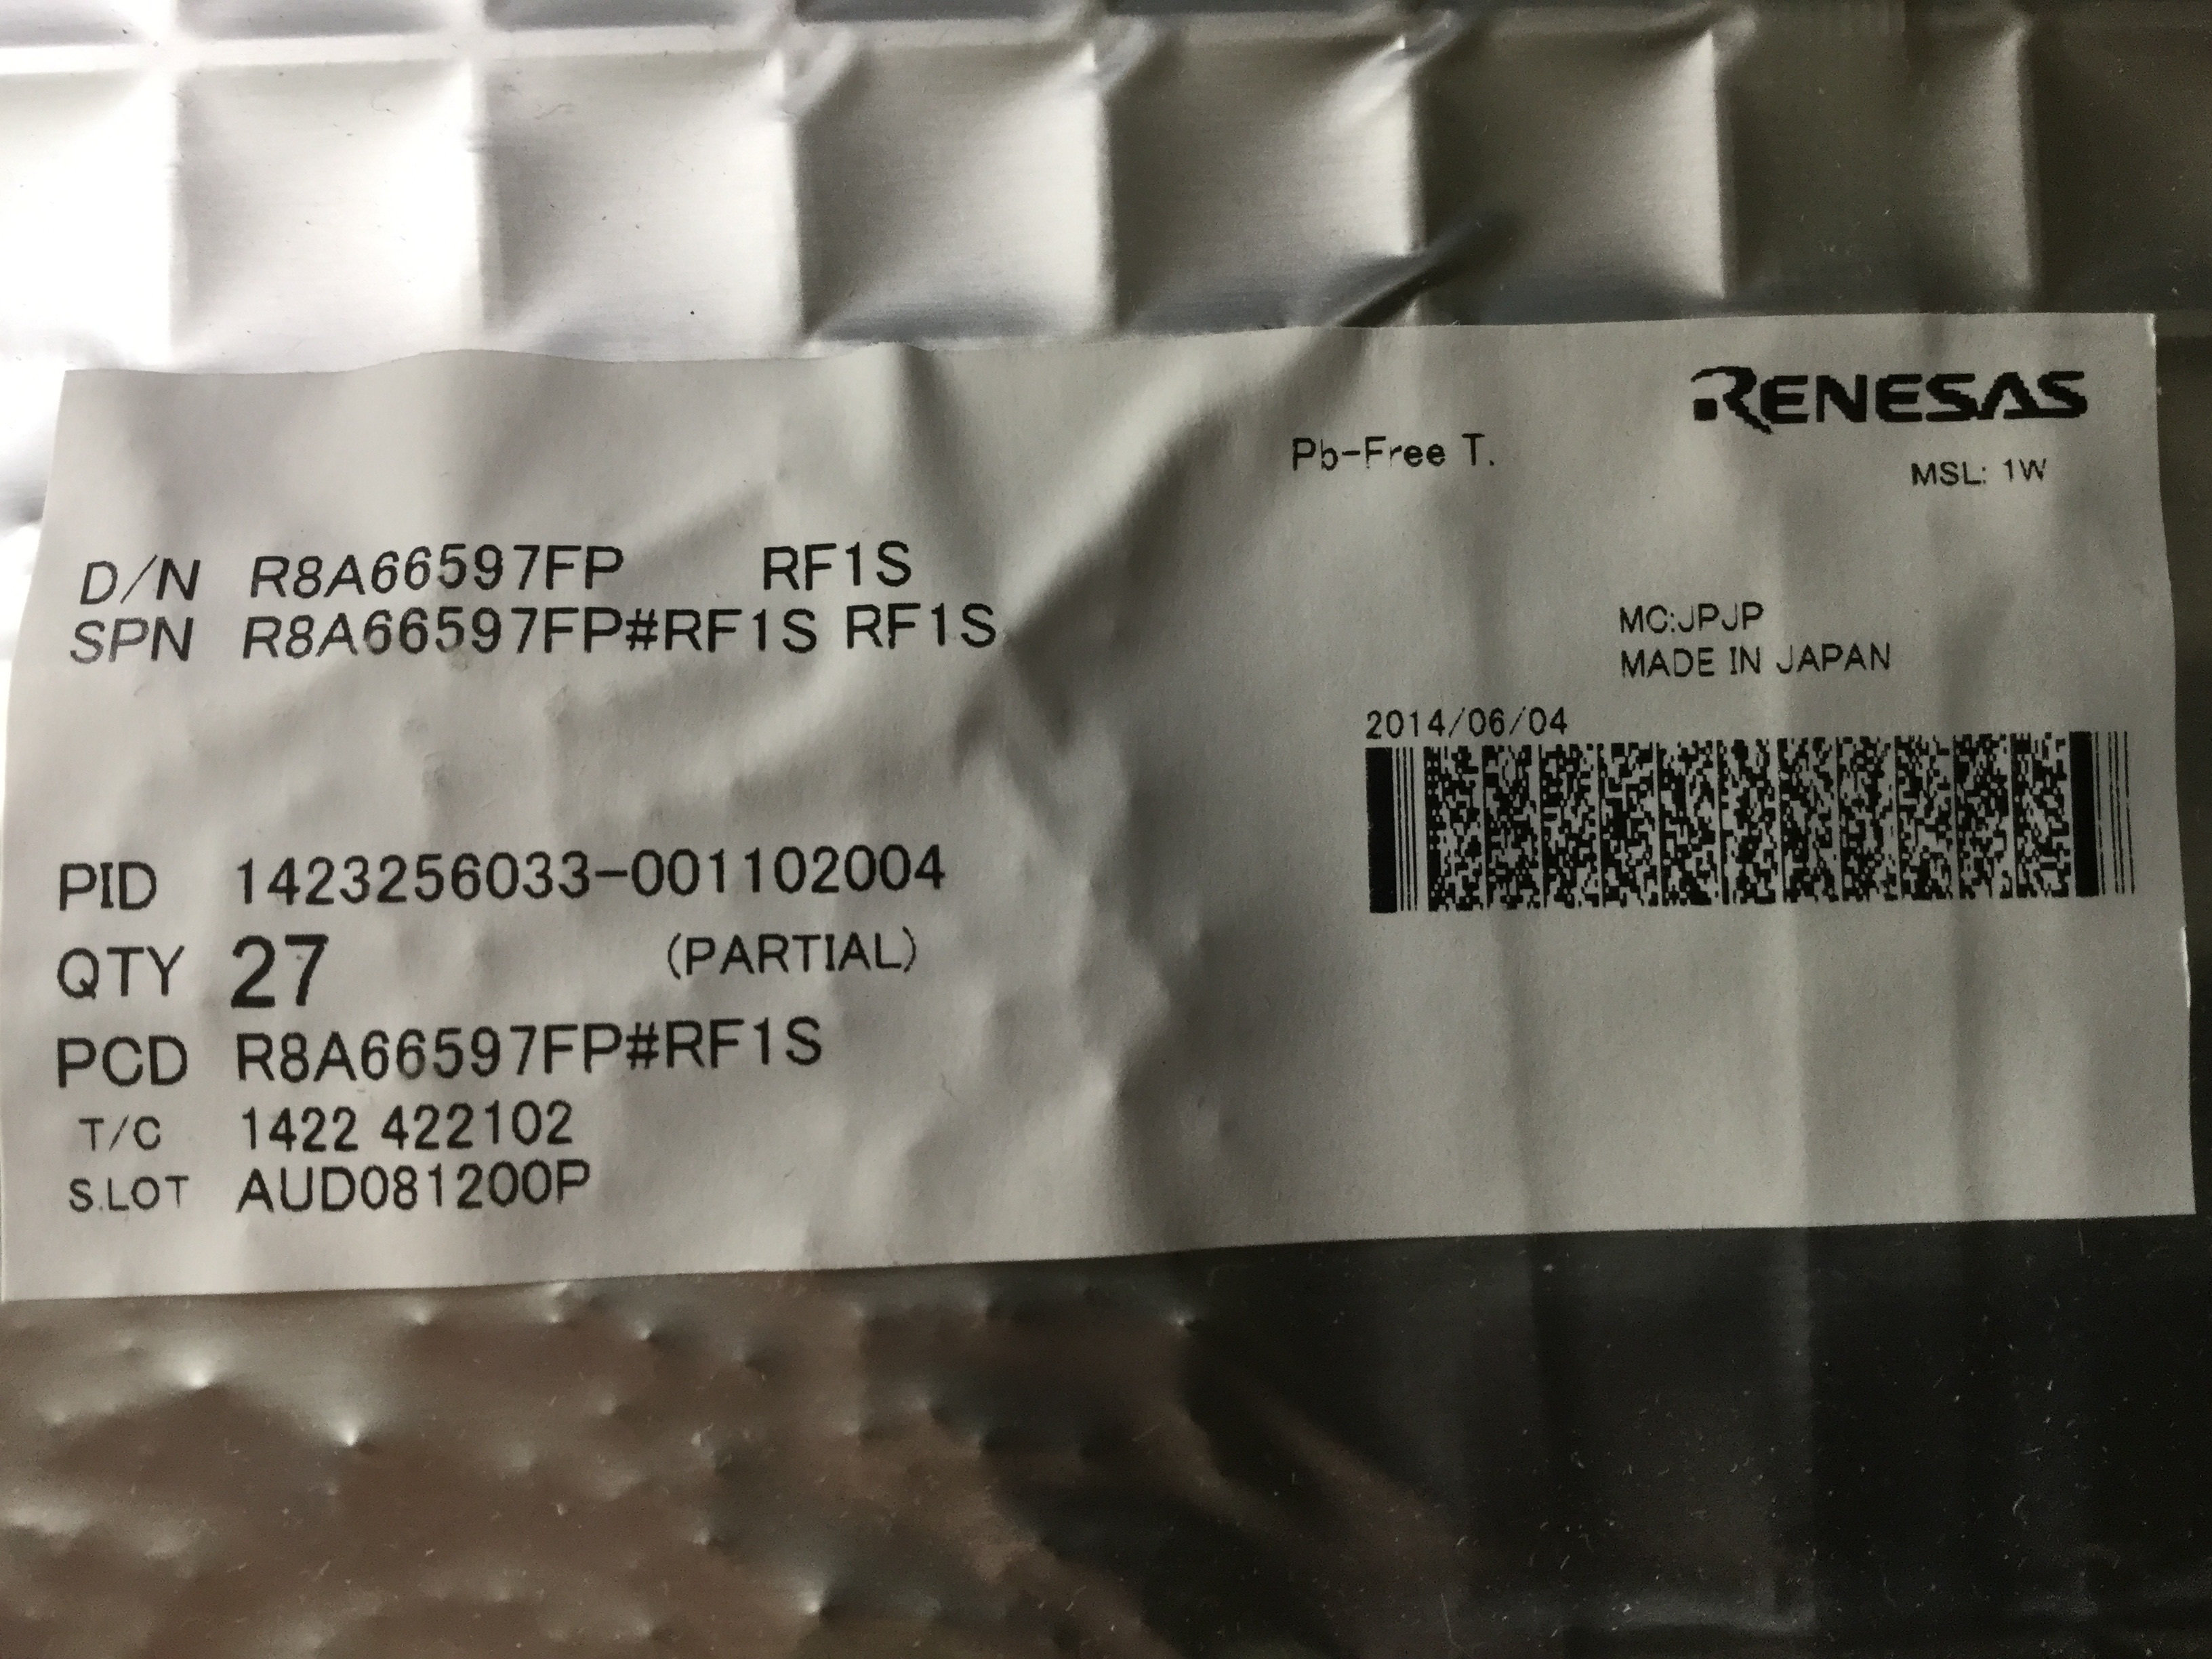 RENESAS
Pb-Free T.
MSL: 1W
D/N R8A66597FP RF1S
SPN R8A66597FP#RF1S RF1S
MC:JPJP
MADE IN JAPAN
2014/06/04
PID 1423256033-001102004
QTY 27 (PARTIAL)
PCD R8A66597FP#RF1S
T/C 1422 422102
S.LOT AUD081200P